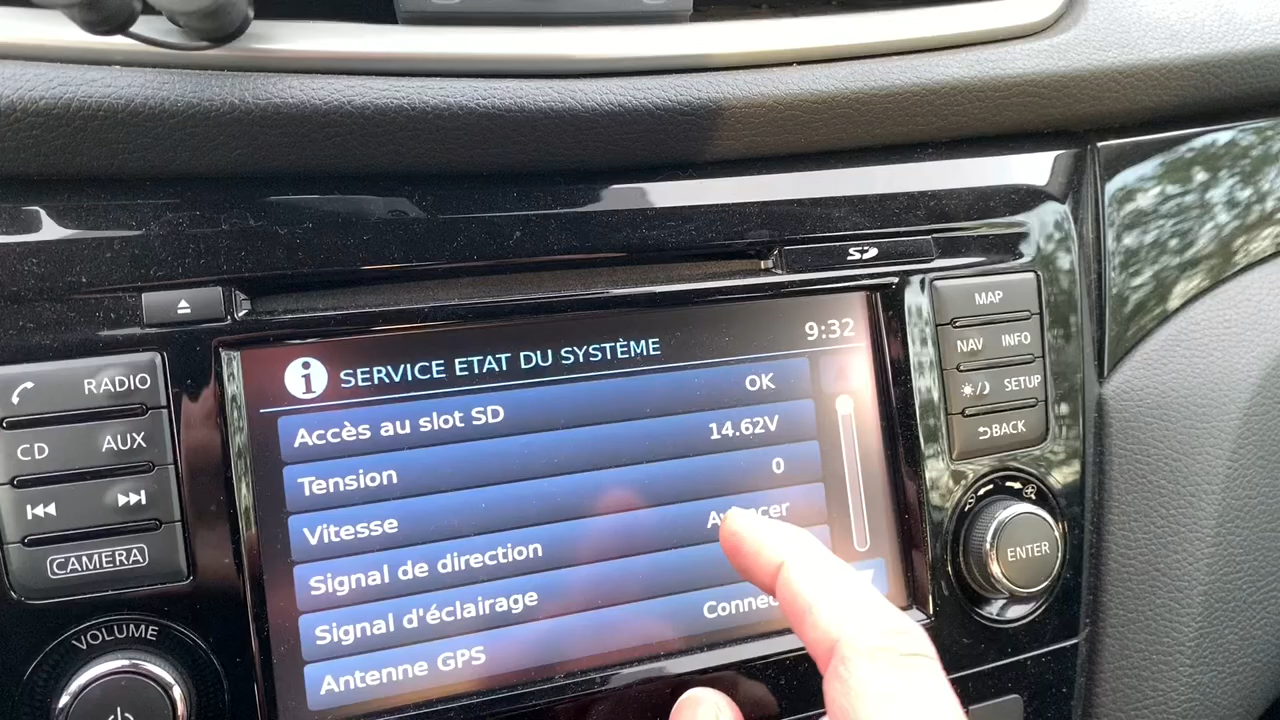 SD
MAP
NAV INFO
SETUP
BACK
ENTER
RADIO
CD AUX
CAMERA
VOLUME
9:32
i SERVICE ETAT DU SYSTÈME
Accès au slot SD OK
Tension 14.62V
Vitesse 0
Signal de direction
Signal d'éclairage
Antenne GPS